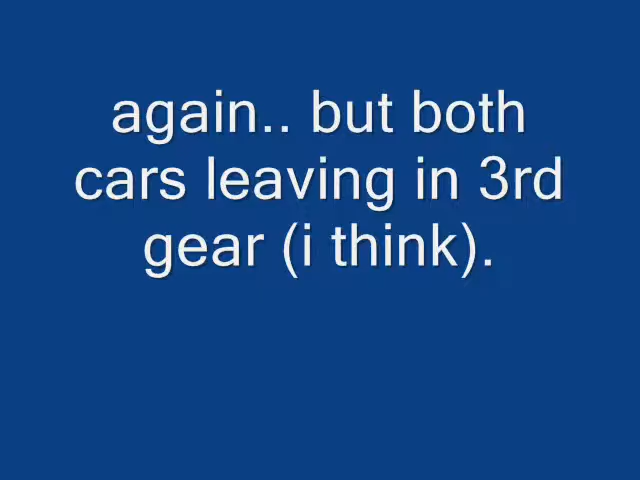 again.. but both
cars leaving in 3rd
gear (i think).